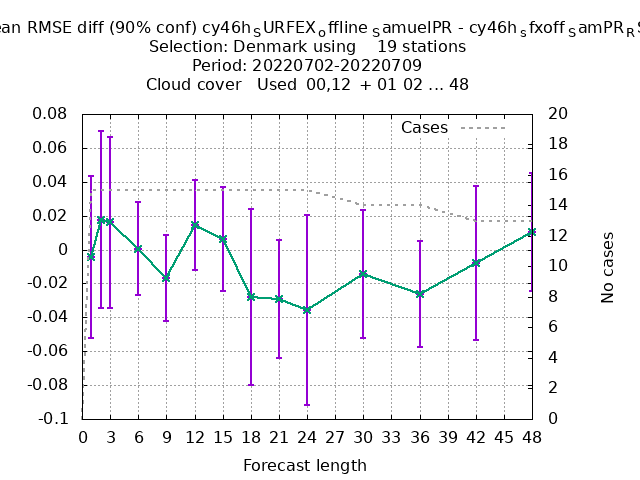 ean RMSE diff (90% conf) cy46h_SURFEX_offline_SamuelPR - cy46h_sfxoff_SamPR_RS
Selection: Denmark using 19 stations
Period: 20220702-20220709
Cloud cover Used 00,12 + 01 02 ... 48
Cases
0.08
0.06
0.04
0.02
0
-0.02
-0.04
-0.06
-0.08
-0.1
20
18
16
14
12
10
8
6
4
2
0
No cases
0 3 6 9 12 15 18 21 24 27 30 33 36 39 42 45 48
Forecast length